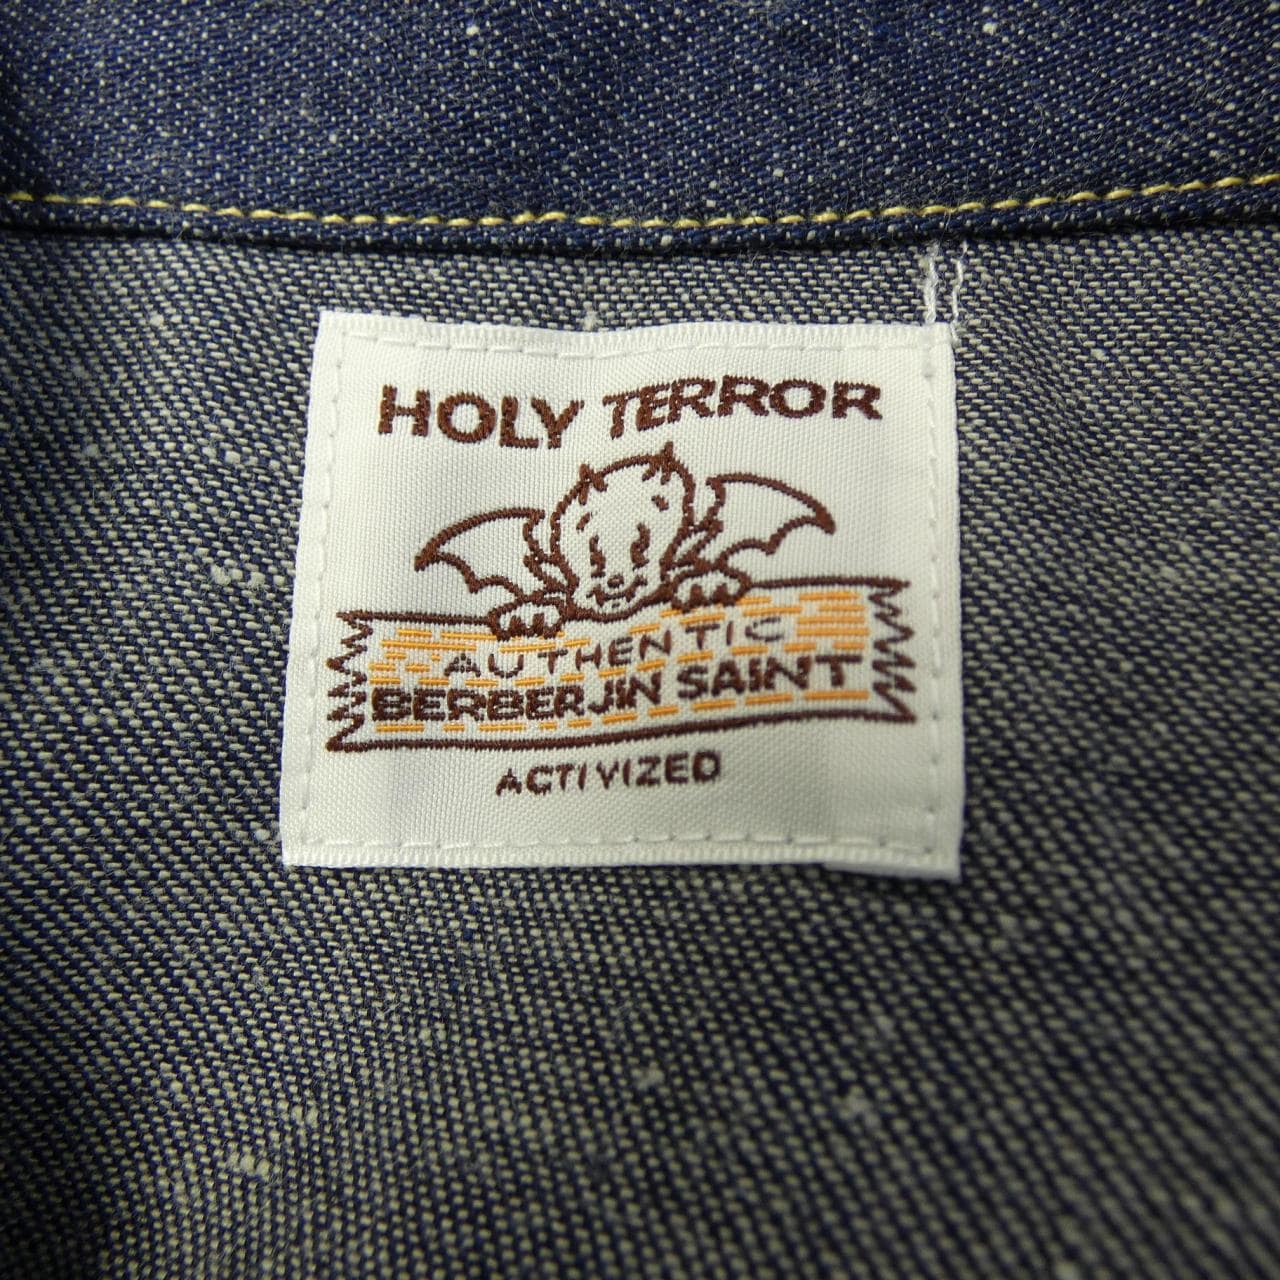 HOLY TERROR
AUTHENTIC
BERBERJIN SAINT
ACTIVIZED